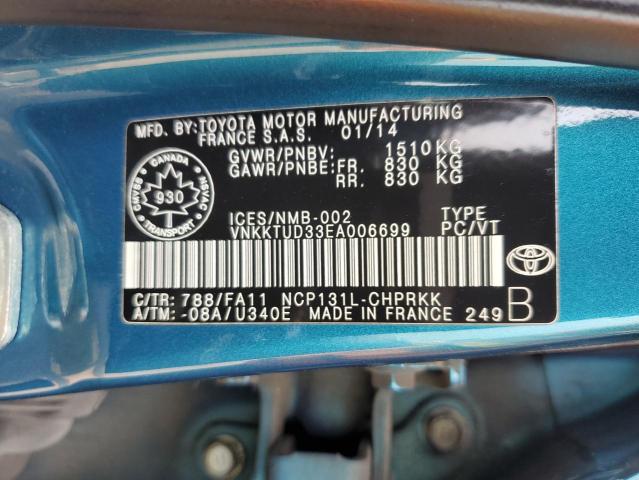 MFD. BY: TOYOTA MOTOR MANUFACTURING
FRANCE S.A.S. 01/14
GVWR/PNBV: 1510 KG
GAWR/PNBE: FR. 830 KG
RR. 830 KG
CANADA
CMVSS
930
NSVAC
TRANSPORT
ICES/NMB-002 TYPE
VNKKTUD33EA006699 PC/VT
C/TR: 788/FA11 NCP131L-CHPRKK
A/TM: -08A/U340E MADE IN FRANCE 249 B